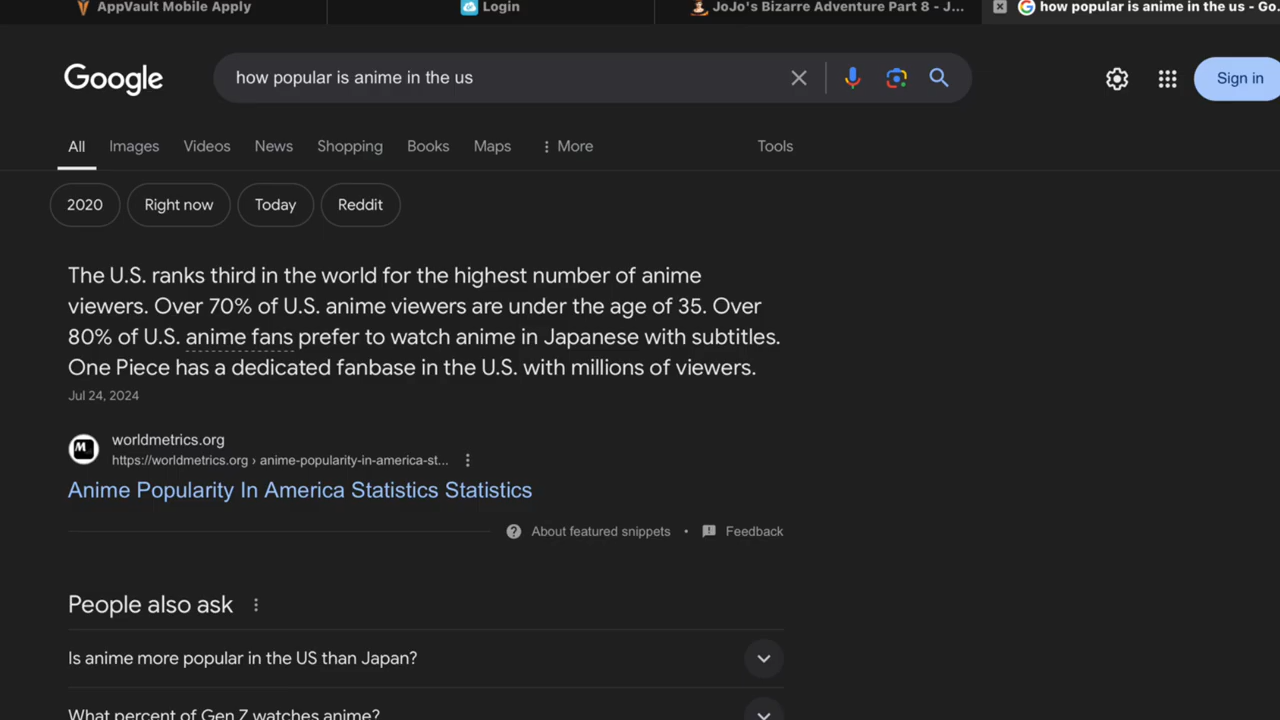 AppVault Mobile Apply
Login
JoJo's Bizarre Adventure Part 8 - J...
how popular is anime in the us - Go.
Google
how popular is anime in the us
Sign in
All
Images
Videos
News
Shopping
Books
Maps
More
Tools
2020
Right now
Today
Reddit
The U.S. ranks third in the world for the highest number of anime
viewers. Over 70% of U.S. anime viewers are under the age of 35. Over
80% of U.S. anime fans prefer to watch anime in Japanese with subtitles.
One Piece has a dedicated fanbase in the U.S. with millions of viewers.
Jul 24, 2024
M
worldmetrics.org
https://worldmetrics.org › anime-popularity-in-america-st...
Anime Popularity In America Statistics Statistics
About featured snippets • Feedback
People also ask
Is anime more popular in the US than Japan?
What percent of Gen Z watches anime?